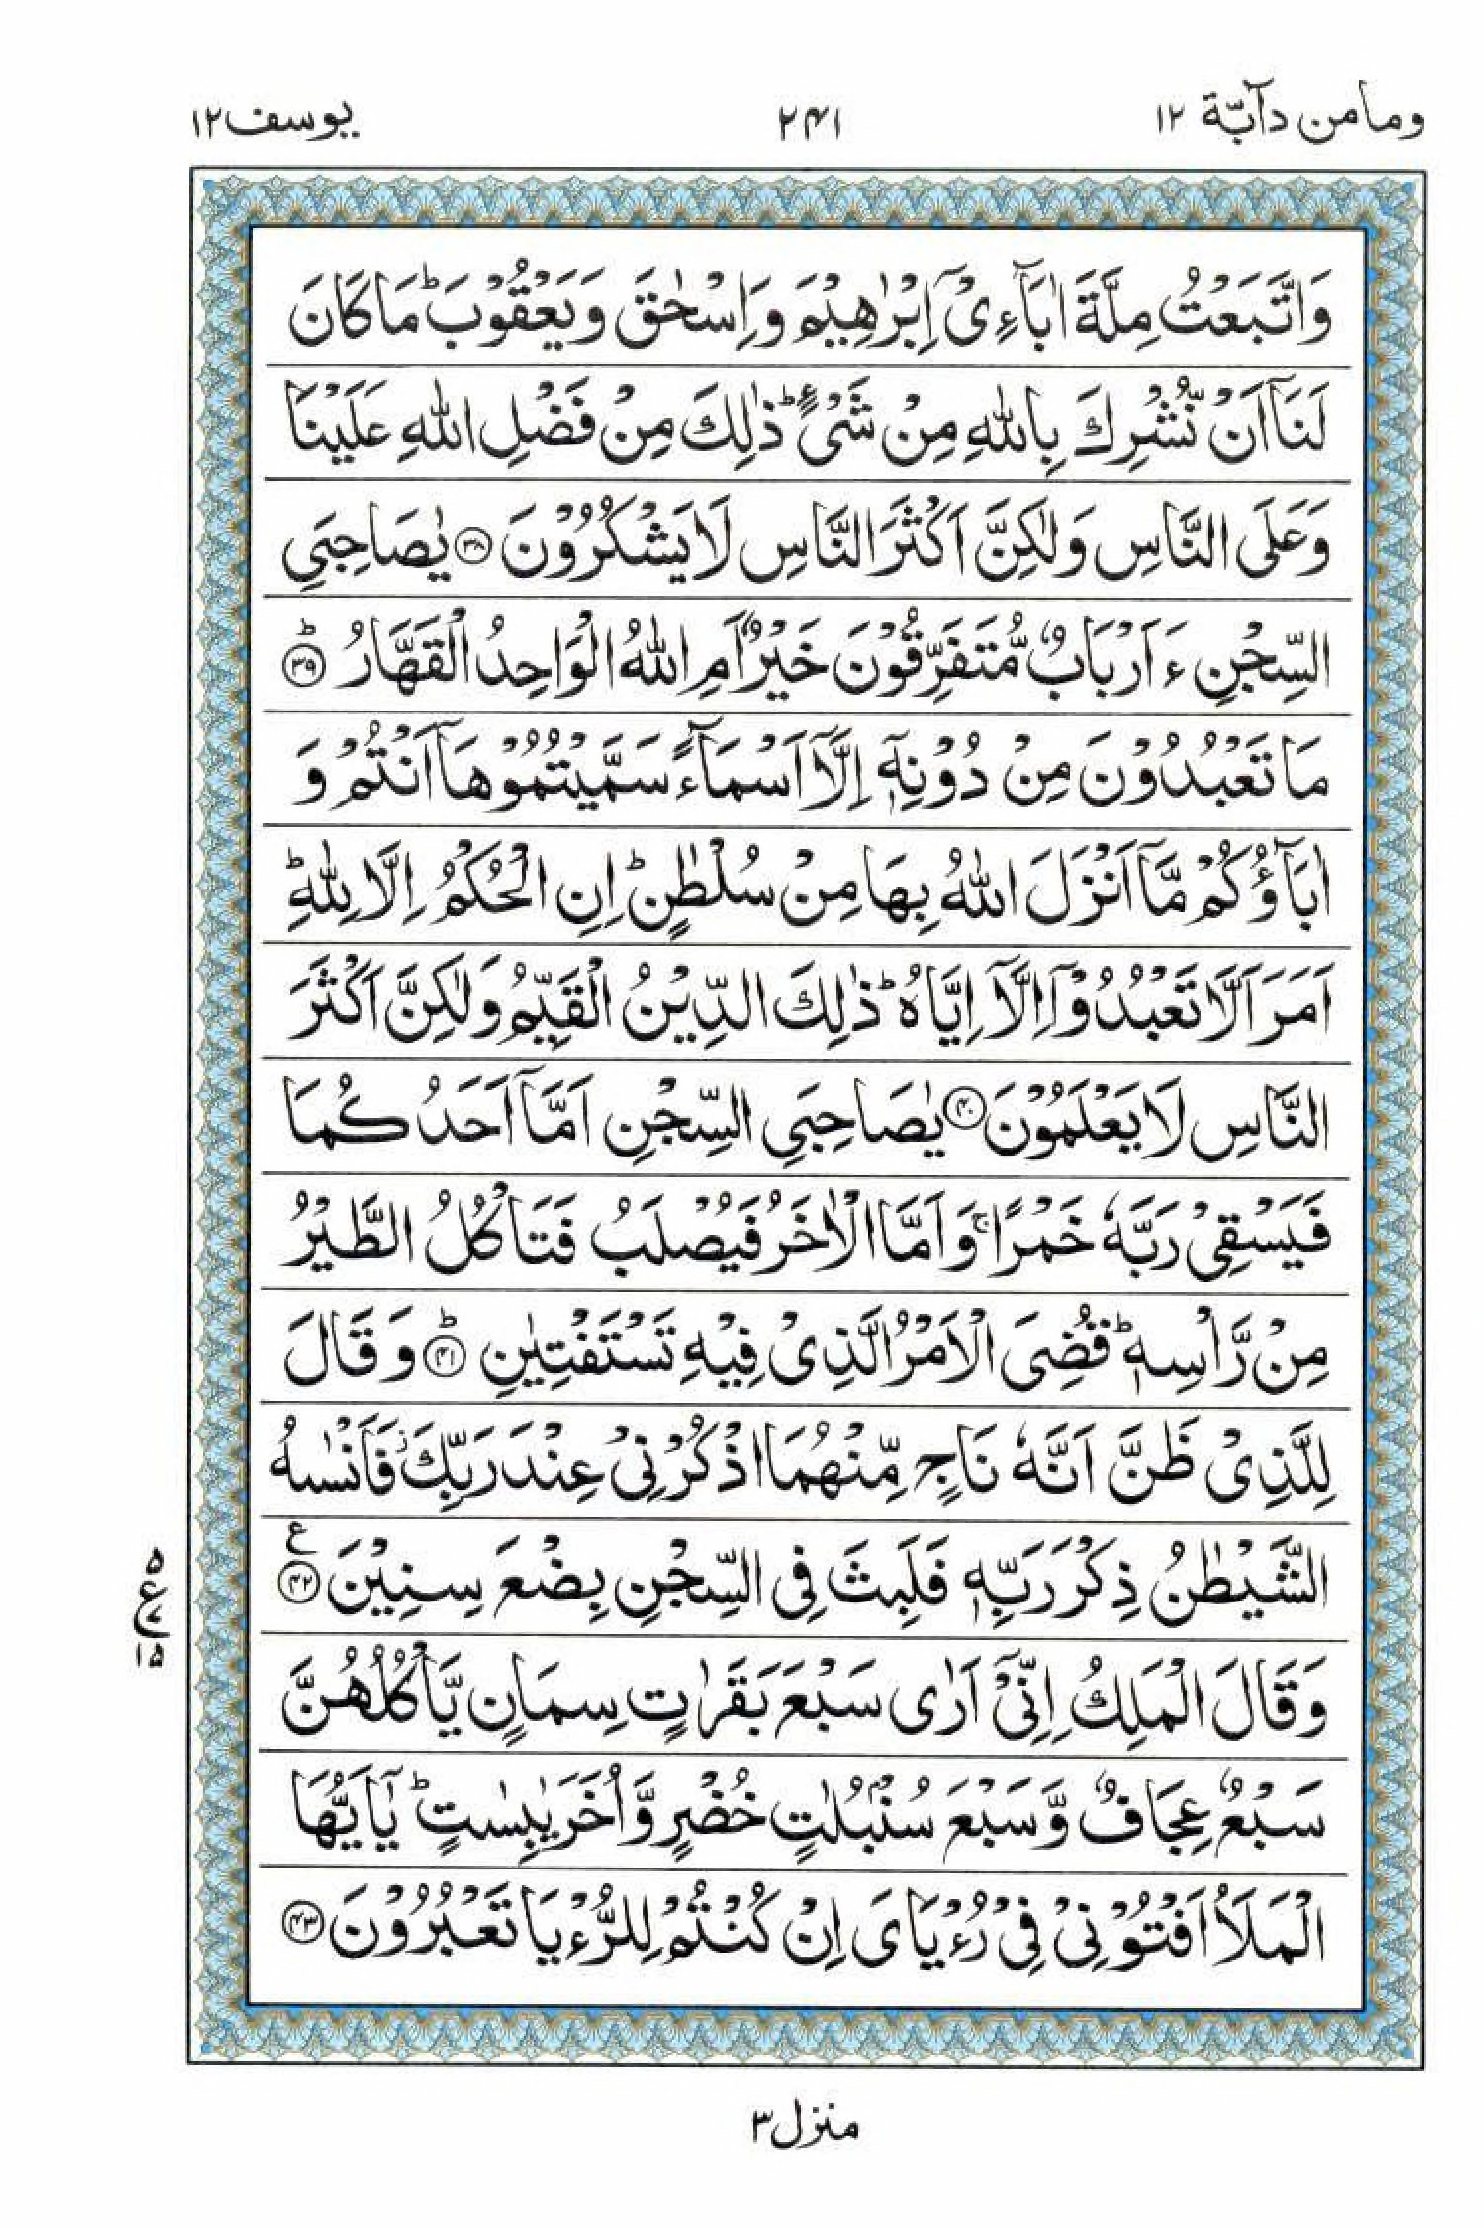 وما من دآبّة ١٢
٢٤١
يوسف ١٢
وَاتَّبَعْتُ مِلَّةَ اٰبَآءِیْۤ اِبْرٰهِیْمَ وَاِسْحٰقَ وَیَعْقُوْبَ ؕ مَا كَانَ
لَنَاۤ اَنْ نُّشْرِكَ بِاللّٰهِ مِنْ شَیْءٍ ؕ ذٰلِكَ مِنْ فَضْلِ اللّٰهِ عَلَیْنَا
وَعَلَی النَّاسِ وَلٰكِنَّ اَكْثَرَ النَّاسِ لَا یَشْكُرُوْنَ ﴿۳۸﴾ یٰصَاحِبَیِ
السِّجْنِ ءَاَرْبَابٌ مُّتَفَرِّقُوْنَ خَیْرٌ اَمِ اللّٰهُ الْوَاحِدُ الْقَهَّارُ ﴿۳۹﴾ؕ
مَا تَعْبُدُوْنَ مِنْ دُوْنِهٖۤ اِلَّاۤ اَسْمَآءً سَمَّیْتُمُوْهَاۤ اَنْتُمْ وَ
اٰبَآؤُكُمْ مَّاۤ اَنْزَلَ اللّٰهُ بِهَا مِنْ سُلْطٰنٍ ؕ اِنِ الْحُكْمُ اِلَّا لِلّٰهِ ؕ
اَمَرَ اَلَّا تَعْبُدُوْۤا اِلَّاۤ اِیَّاهُ ؕ ذٰلِكَ الدِّیْنُ الْقَیِّمُ وَلٰكِنَّ اَكْثَرَ
النَّاسِ لَا یَعْلَمُوْنَ ﴿۴۰﴾ یٰصَاحِبَیِ السِّجْنِ اَمَّاۤ اَحَدُكُمَا
فَیَسْقِیْ رَبَّهٗ خَمْرًا ۚ وَاَمَّا الْاٰخَرُ فَیُصْلَبُ فَتَاْكُلُ الطَّیْرُ
مِنْ رَّاْسِهٖ ؕ قُضِیَ الْاَمْرُ الَّذِیْ فِیْهِ تَسْتَفْتِیٰنِ ﴿۴۱﴾ؕ وَقَالَ
لِلَّذِیْ ظَنَّ اَنَّهٗ نَاجٍ مِّنْهُمَا اذْكُرْنِیْ عِنْدَ رَبِّكَ ؗ فَاَنْسٰىهُ
الشَّیْطٰنُ ذِكْرَ رَبِّهٖ فَلَبِثَ فِی السِّجْنِ بِضْعَ سِنِیْنَ ﴿۴۲﴾ ع
٥ ع ٧ ١٥
وَقَالَ الْمَلِكُ اِنِّیْۤ اَرٰی سَبْعَ بَقَرٰتٍ سِمَانٍ یَّاْكُلُهُنَّ
سَبْعٌ عِجَافٌ وَّسَبْعَ سُنْۢبُلٰتٍ خُضْرٍ وَّاُخَرَ یٰبِسٰتٍ ؕ یٰۤاَیُّهَا
الْمَلَاُ اَفْتُوْنِیْ فِیْ رُءْیَایَ اِنْ كُنْتُمْ لِلرُّءْیَا تَعْبُرُوْنَ ﴿۴۳﴾
منزل ٣